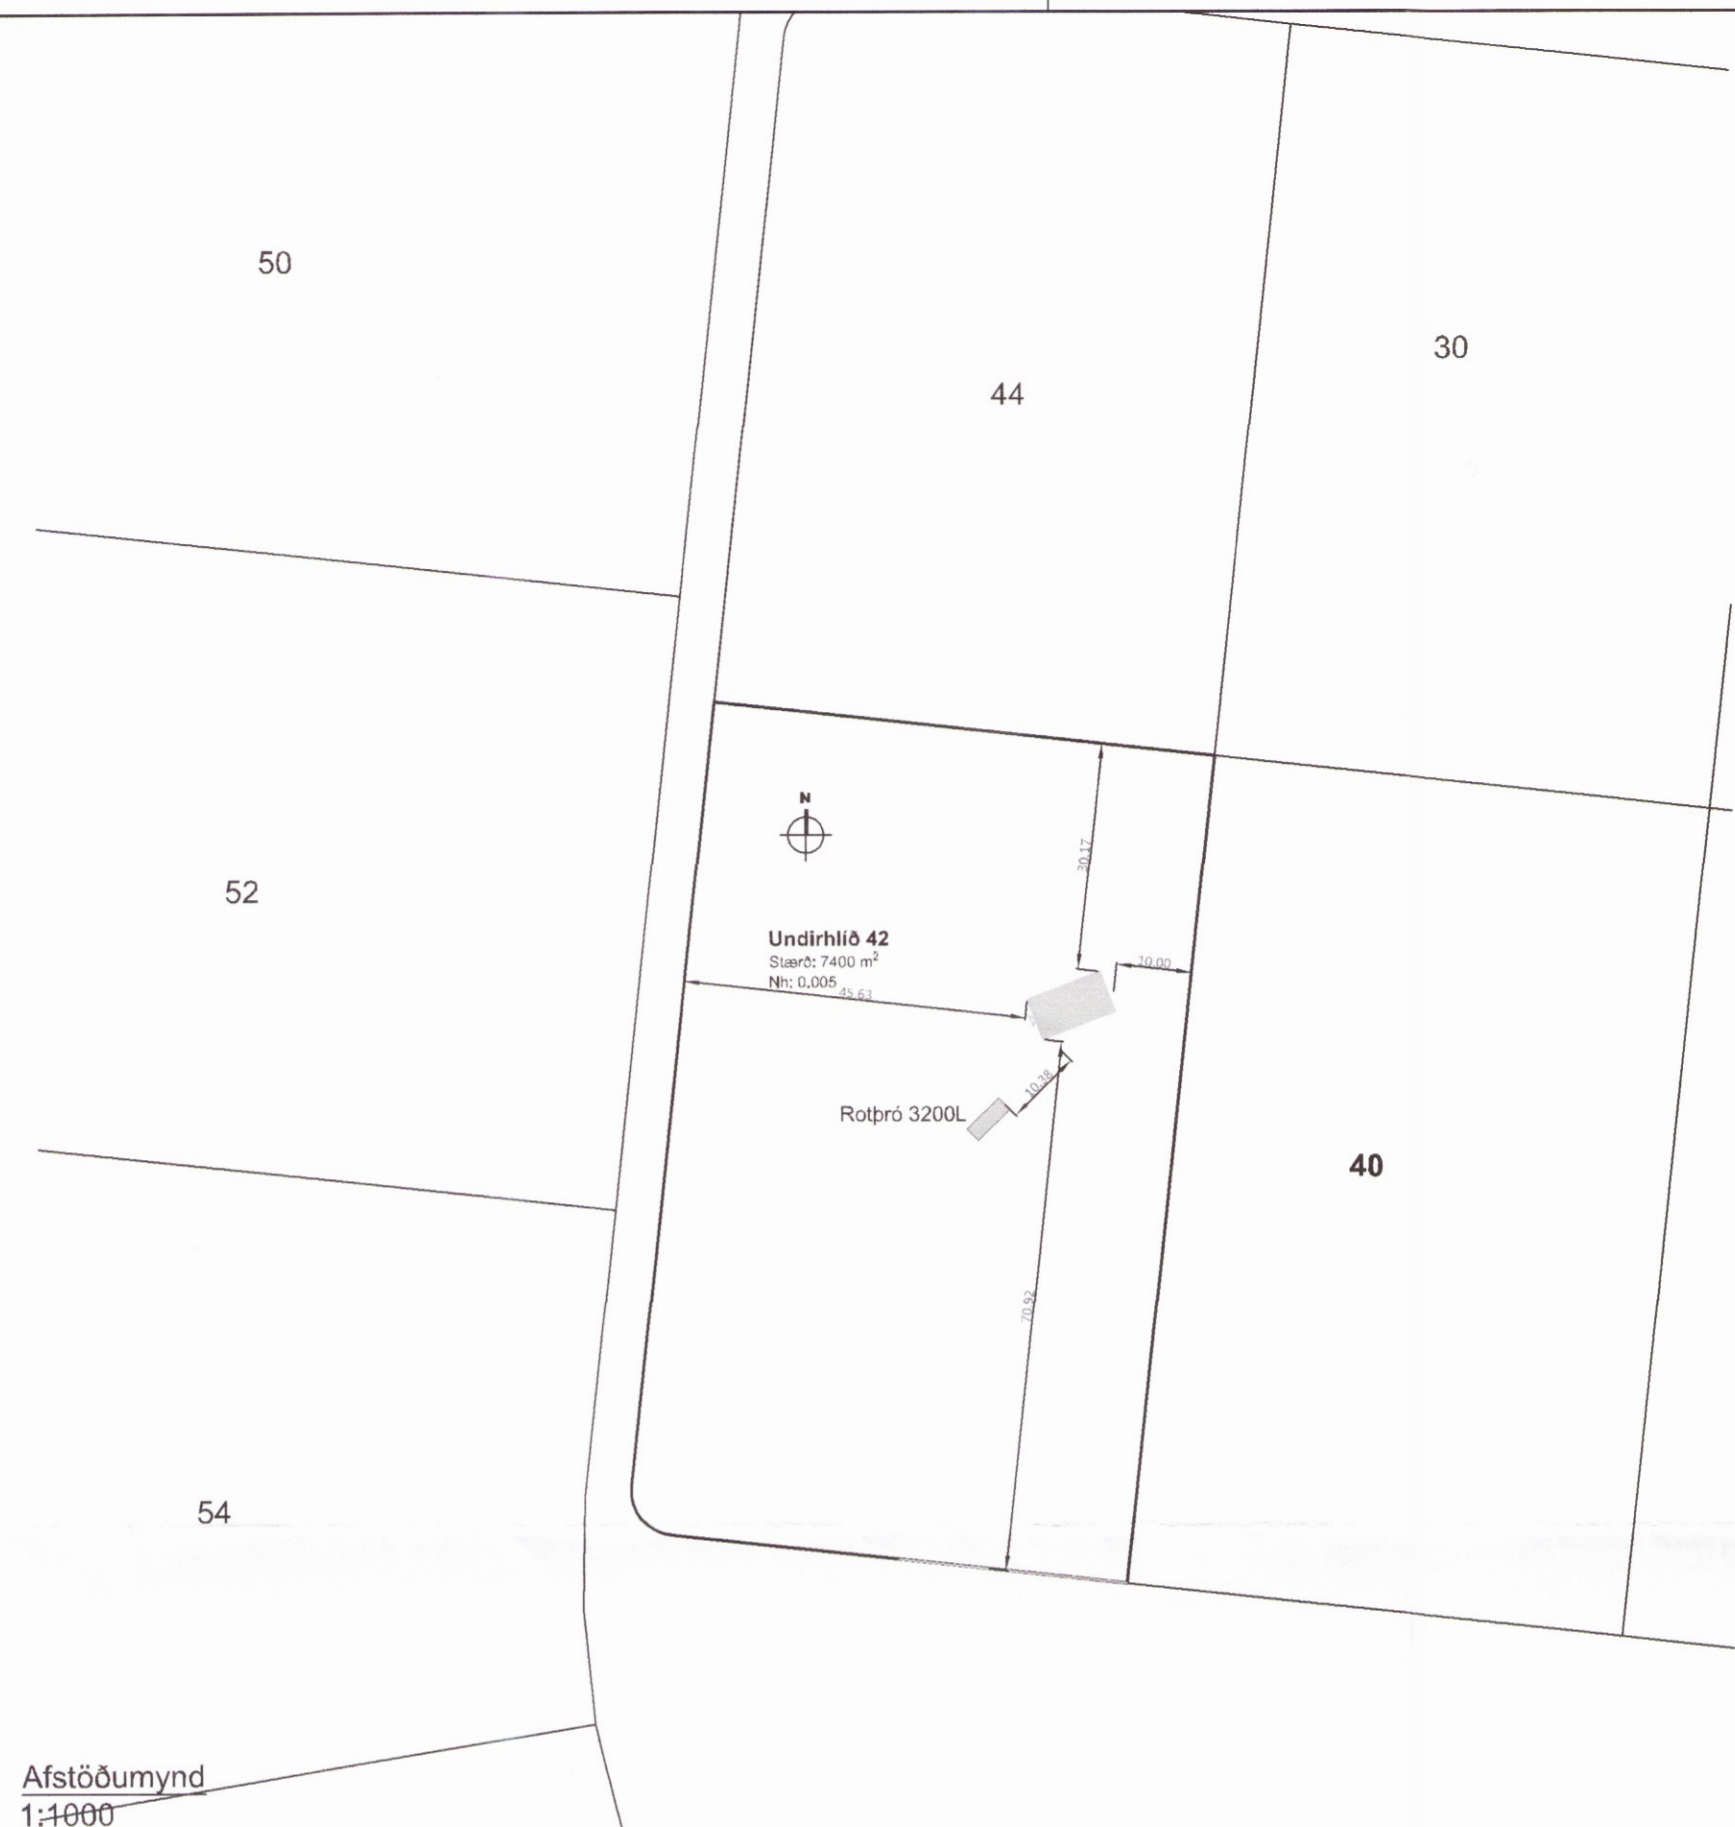 50
30
44
N
30.17
52
Undirhlíð 42
Stærð: 7400 m²
Nh: 0.005
45.63
10.00
10.38
Rotþró 3200L
40
70.92
54
Afstöðumynd
1:1000